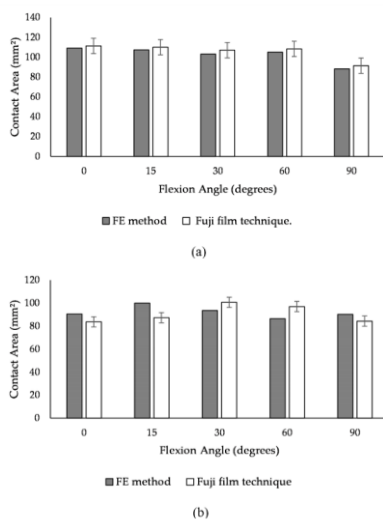 140
120
100
80
60
40
20
0
Contact Area (mm²)
0 15 30 60 90
Flexion Angle (degrees)
FE method Fuji film technique.
(a)
120
100
80
60
40
20
0
Contact Area (mm²)
0 15 30 60 90
Flexion Angle (degrees)
FE method Fuji film technique
(b)